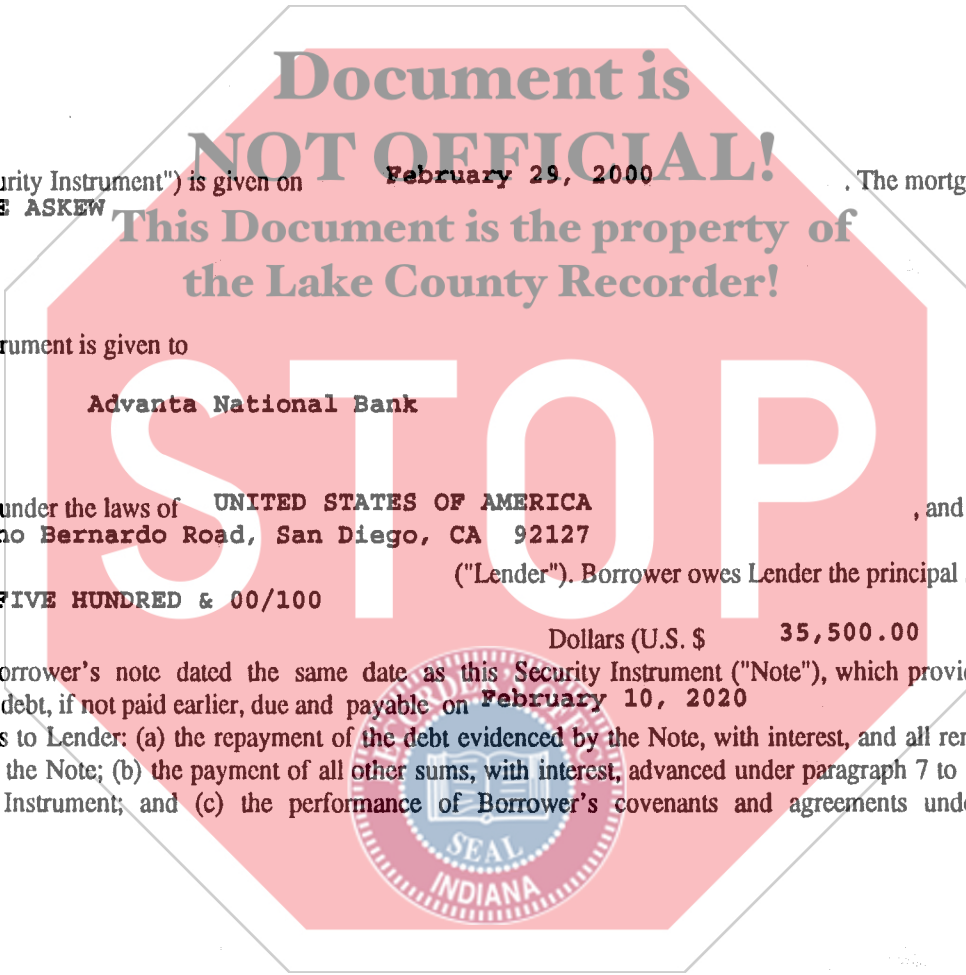 Document is
NOT OFFICIAL!
urity Instrument") is given on February 29, 2000 . The mortg
E ASKEW
This Document is the property of
the Lake County Recorder!
rument is given to
STOP
Advanta National Bank
under the laws of UNITED STATES OF AMERICA , and
no Bernardo Road, San Diego, CA 92127
("Lender"). Borrower owes Lender the principal
FIVE HUNDRED & 00/100
Dollars (U.S. $ 35,500.00
orrower's note dated the same date as this Security Instrument ("Note"), which provid
debt, if not paid earlier, due and payable on February 10, 2020
s to Lender: (a) the repayment of the debt evidenced by the Note, with interest, and all ren
the Note; (b) the payment of all other sums, with interest, advanced under paragraph 7 to
Instrument; and (c) the performance of Borrower's covenants and agreements unde
SEAL
INDIANA